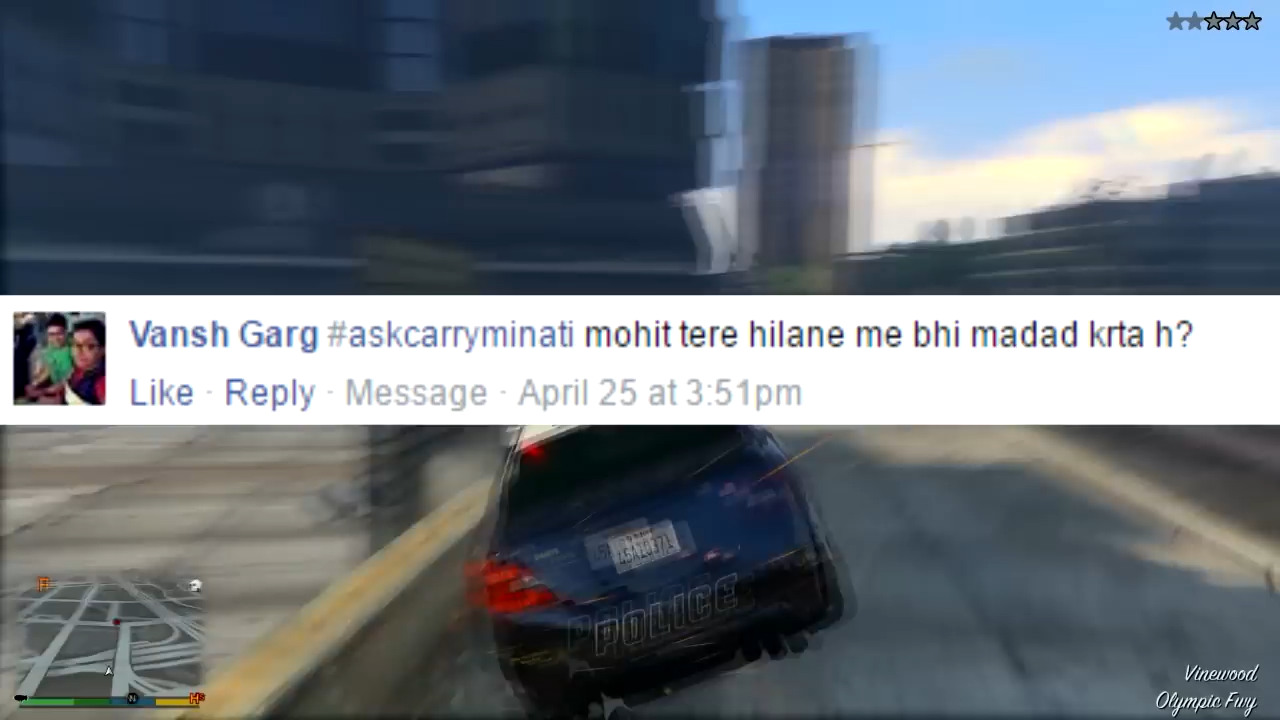 Vansh Garg #askcarryminati mohit tere hilane me bhi madad krta h?
Like · Reply · Message · April 25 at 3:51pm
POLICE
N
Vinewood
Olympic Fwy